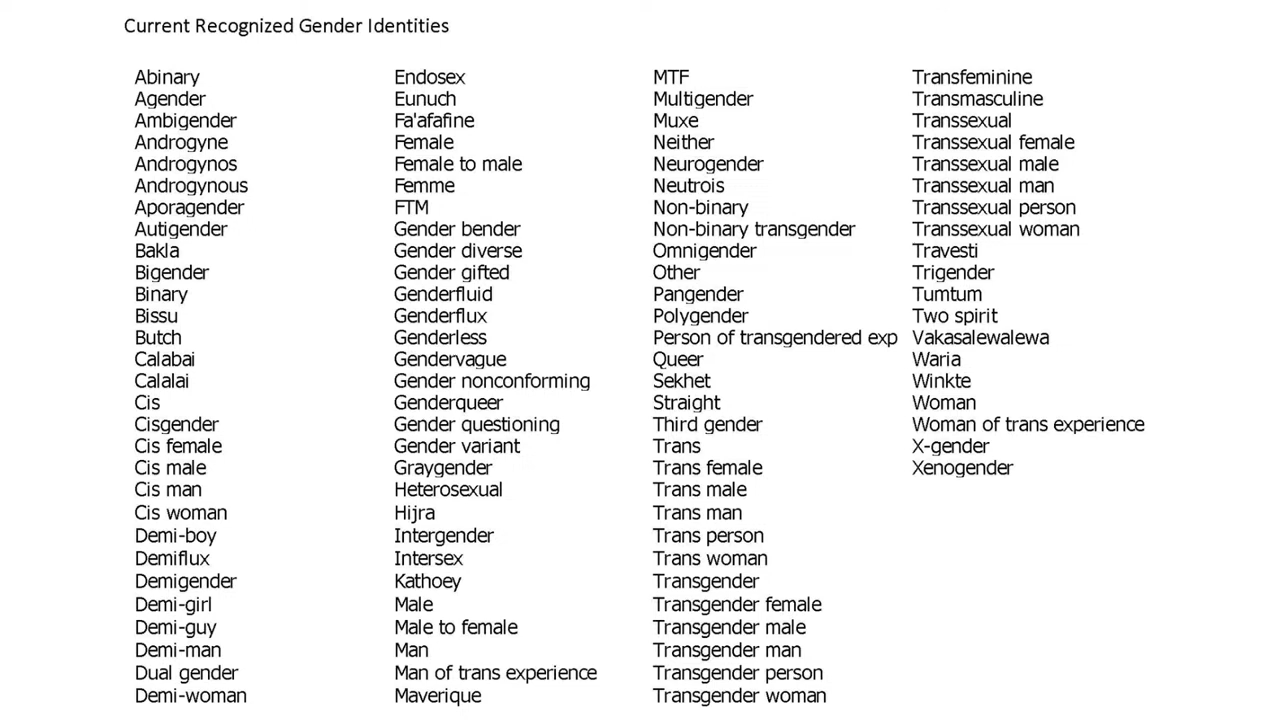 Current Recognized Gender Identities
Abinary
Agender
Ambigender
Androgyne
Androgynos
Androgynous
Aporagender
Autigender
Bakla
Bigender
Binary
Bissu
Butch
Calabai
Calalai
Cis
Cisgender
Cis female
Cis male
Cis man
Cis woman
Demi-boy
Demiflux
Demigender
Demi-girl
Demi-guy
Demi-man
Dual gender
Demi-woman
Endosex
Eunuch
Fa'afafine
Female
Female to male
Femme
FTM
Gender bender
Gender diverse
Gender gifted
Genderfluid
Genderflux
Genderless
Gendervague
Gender nonconforming
Genderqueer
Gender questioning
Gender variant
Graygender
Heterosexual
Hijra
Intergender
Intersex
Kathoey
Male
Male to female
Man
Man of trans experience
Maverique
MTF
Multigender
Muxe
Neither
Neurogender
Neutrois
Non-binary
Non-binary transgender
Omnigender
Other
Pangender
Polygender
Person of transgendered exp
Queer
Sekhet
Straight
Third gender
Trans
Trans female
Trans male
Trans man
Trans person
Trans woman
Transgender
Transgender female
Transgender male
Transgender man
Transgender person
Transgender woman
Transfeminine
Transmasculine
Transsexual
Transsexual female
Transsexual male
Transsexual man
Transsexual person
Transsexual woman
Travesti
Trigender
Tumtum
Two spirit
Vakasalewalewa
Waria
Winkte
Woman
Woman of trans experience
X-gender
Xenogender